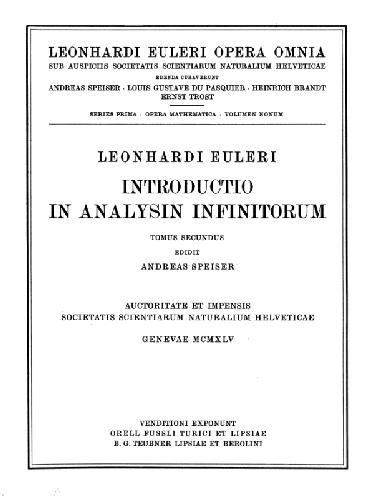 LEONHARDI EULERI OPERA OMNIA
SUB AUSPICIIS SOCIETATIS SCIENTIARUM NATURALIUM HELVETICAE
EDENDA CURAVERUNT
ANDREAS SPEISER · LOUIS GUSTAVE DU PASQUIER · HEINRICH BRANDT
ERNST TROST
SERIES PRIMA · OPERA MATHEMATICA · VOLUMEN NONUM
LEONHARDI EULERI
INTRODUCTIO
IN ANALYSIN INFINITORUM
TOMUS SECUNDUS
EDIDIT
ANDREAS SPEISER
AUCTORITATE ET IMPENSIS
SOCIETATIS SCIENTIARUM NATURALIUM HELVETICAE
GENEVAE MCMXLV
VENDITIONI EXPONUNT
ORELL FÜSSLI TURICI ET LIPSIAE
B. G. TEUBNER LIPSIAE ET BEROLINI